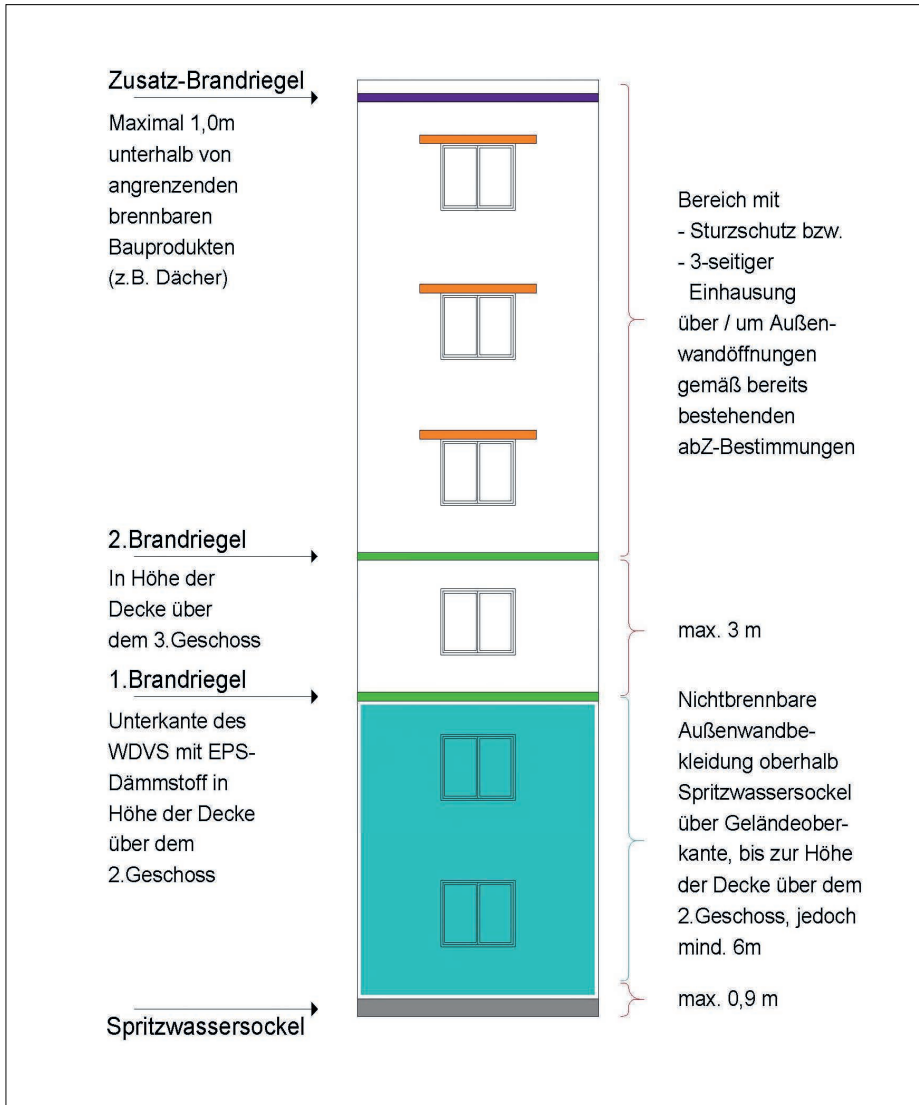 Zusatz-Brandriegel
Maximal 1,0m
unterhalb von
angrenzenden
brennbaren
Bauprodukten
(z.B. Dächer)
2.Brandriegel
In Höhe der
Decke über
dem 3.Geschoss
1.Brandriegel
Unterkante des
WDVS mit EPS-
Dämmstoff in
Höhe der Decke
über dem
2.Geschoss
Spritzwassersockel
Bereich mit
- Sturzschutz bzw.
- 3-seitiger
Einhausung
über / um Außen-
wandöffnungen
gemäß bereits
bestehenden
abZ-Bestimmungen
max. 3 m
Nichtbrennbare
Außenwandbe-
kleidung oberhalb
Spritzwassersockel
über Geländeober-
kante, bis zur Höhe
der Decke über dem
2.Geschoss, jedoch
mind. 6m
max. 0,9 m